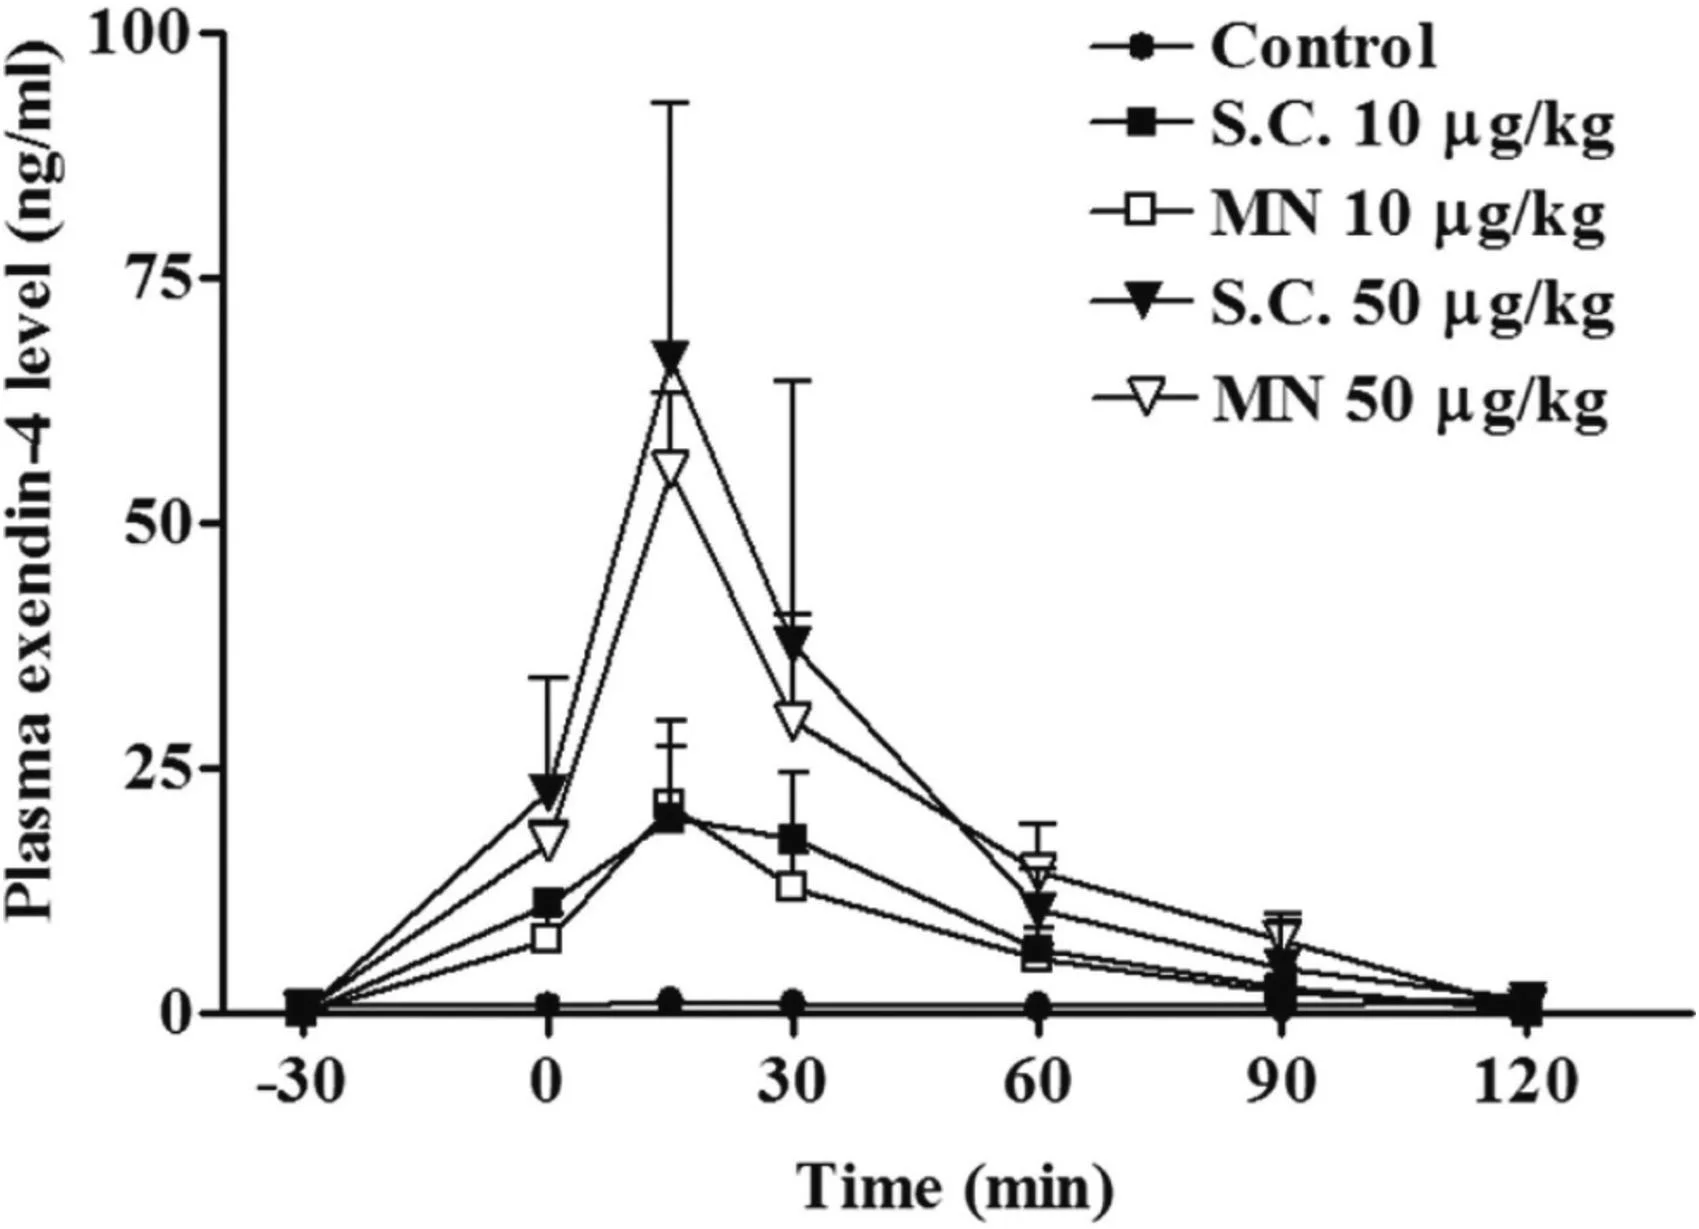 Plasma exendin-4 level (ng/ml)
100
75
50
25
0
Control
S.C. 10 μg/kg
MN 10 μg/kg
S.C. 50 μg/kg
MN 50 μg/kg
-30 0 30 60 90 120
Time (min)